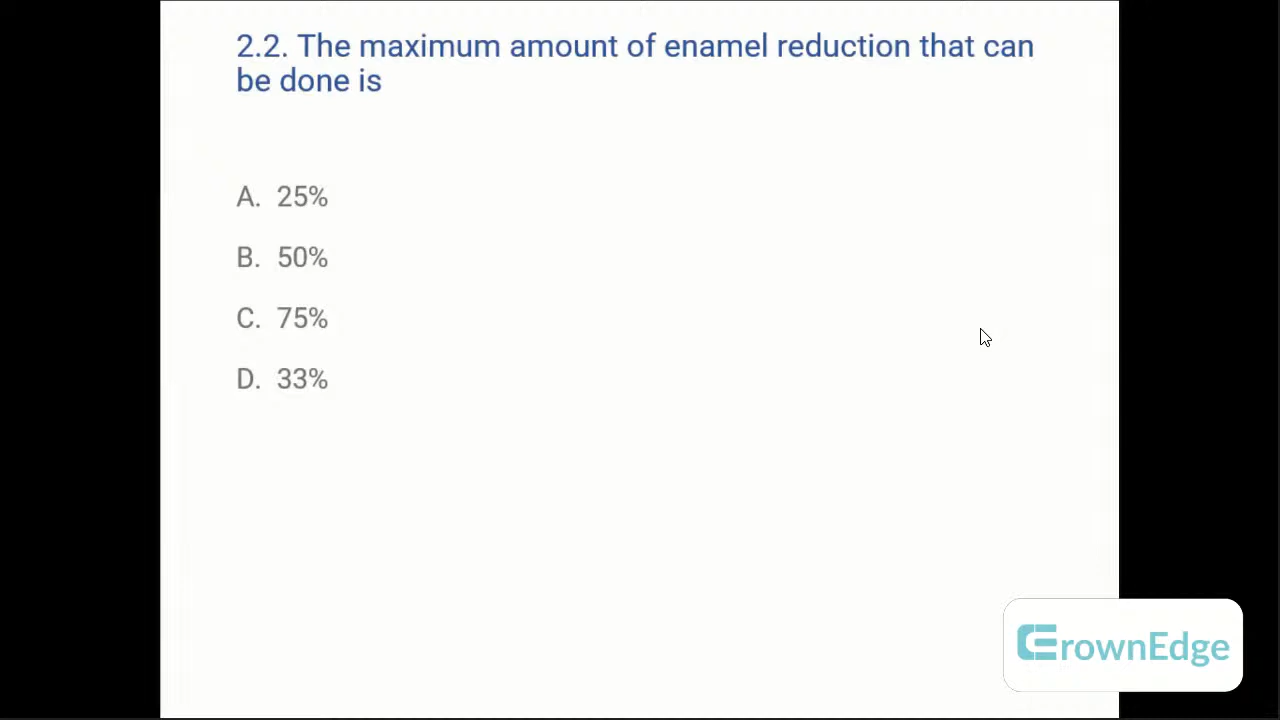 2.2. The maximum amount of enamel reduction that can
be done is
A. 25%
B. 50%
C. 75%
D. 33%
CrownEdge